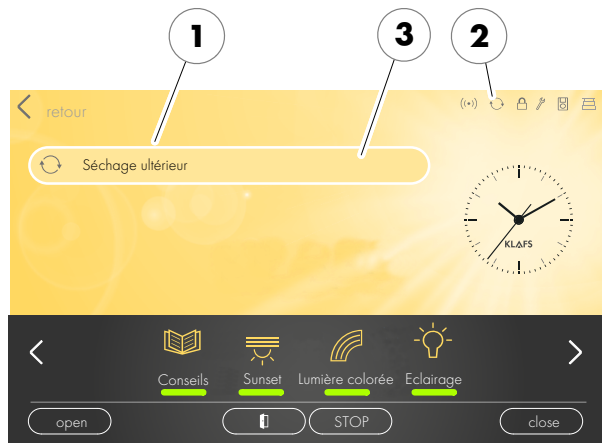 1
3
2
retour
Séchage ultérieur
KLAFS
Conseils
Sunset
Lumière colorée
Eclairage
open
STOP
close